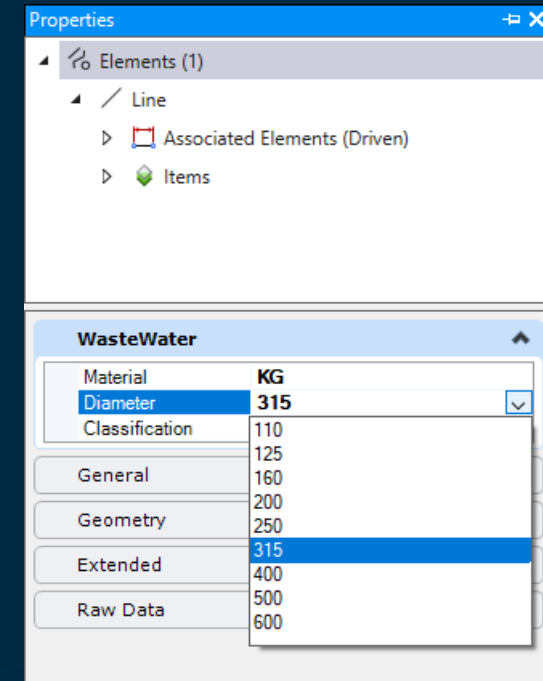 Properties
Elements (1)
Line
Associated Elements (Driven)
Items
WasteWater
Material KG
Diameter 315
Classification
110
125
160
200
250
315
400
500
600
General
Geometry
Extended
Raw Data